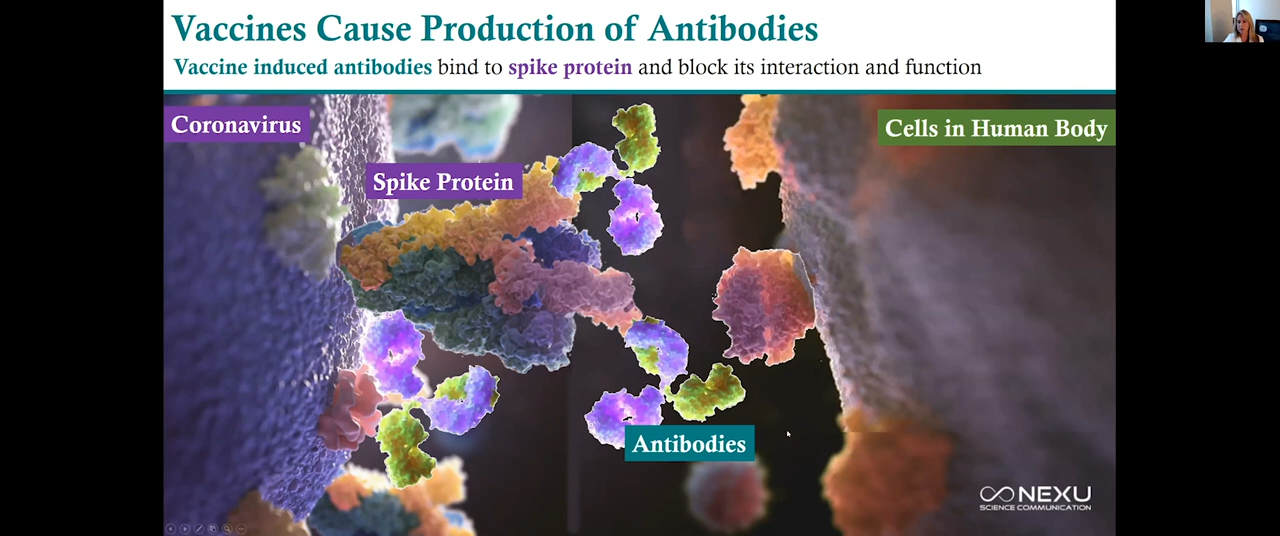 Vaccines Cause Production of Antibodies
Vaccine induced antibodies bind to spike protein and block its interaction and function
Coronavirus
Cells in Human Body
Spike Protein
Antibodies
NEXU
SCIENCE COMMUNICATION